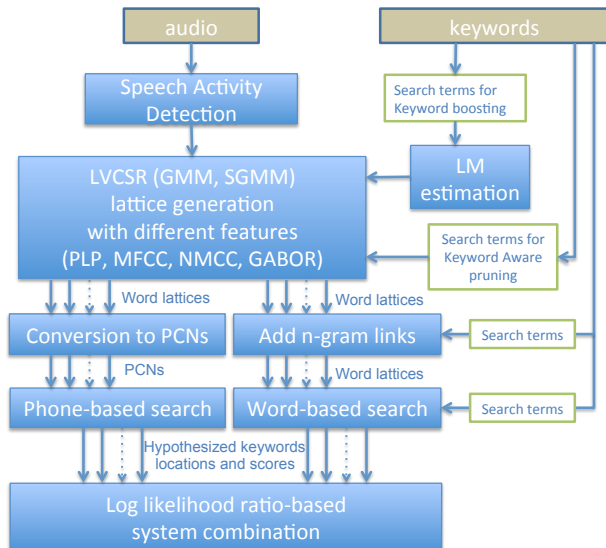 audio
keywords
Speech Activity
Detection
Search terms for
Keyword boosting
LVCSR (GMM, SGMM)
lattice generation
with different features
(PLP, MFCC, NMCC, GABOR)
LM
estimation
Search terms for
Keyword Aware
pruning
Word lattices
Word lattices
Conversion to PCNs
Add n-gram links
Search terms
PCNs
Word lattices
Phone-based search
Word-based search
Search terms
Hypothesized keywords
locations and scores
Log likelihood ratio-based
system combination